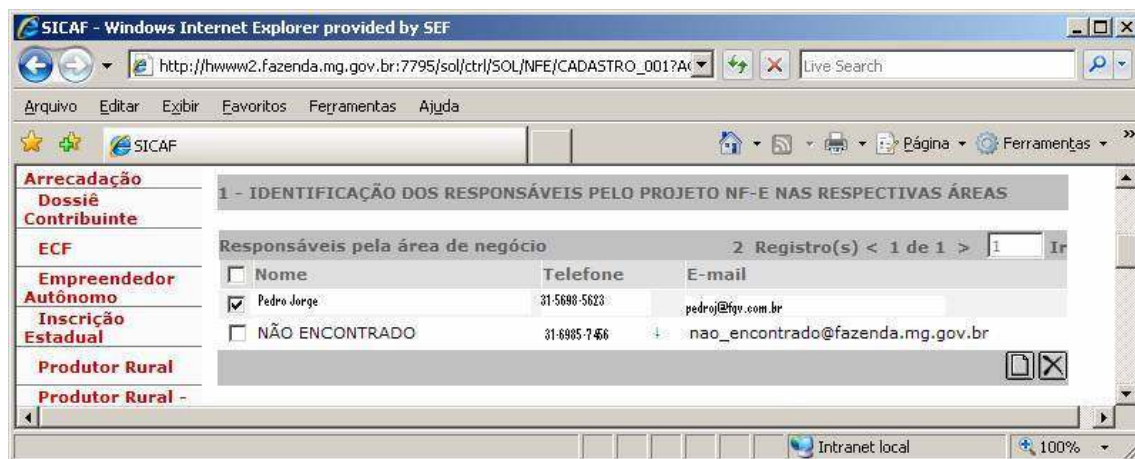 SICAF - Windows Internet Explorer provided by SEF
http://hwww2.fazenda.mg.gov.br:7795/sol/ctrl/SOL/NFE/CADASTRO_001?A Live Search
Arquivo Editar Exibir Favoritos Ferramentas Ajuda
SICAF Página Ferramentas
Arrecadação
Dossiê
Contribuinte
ECF
Empreendedor
Autônomo
Inscrição
Estadual
Produtor Rural
Produtor Rural -
1 - IDENTIFICAÇÃO DOS RESPONSÁVEIS PELO PROJETO NF-E NAS RESPECTIVAS ÁREAS
Responsáveis pela área de negócio 2 Registro(s) < 1 de 1 > 1 Ir
Nome Telefone E-mail
Pedro Jorge 31-5698-5623 pedroj@fgv.com.br
NÃO ENCONTRADO 31-6985-7456 nao_encontrado@fazenda.mg.gov.br
Intranet local 100%